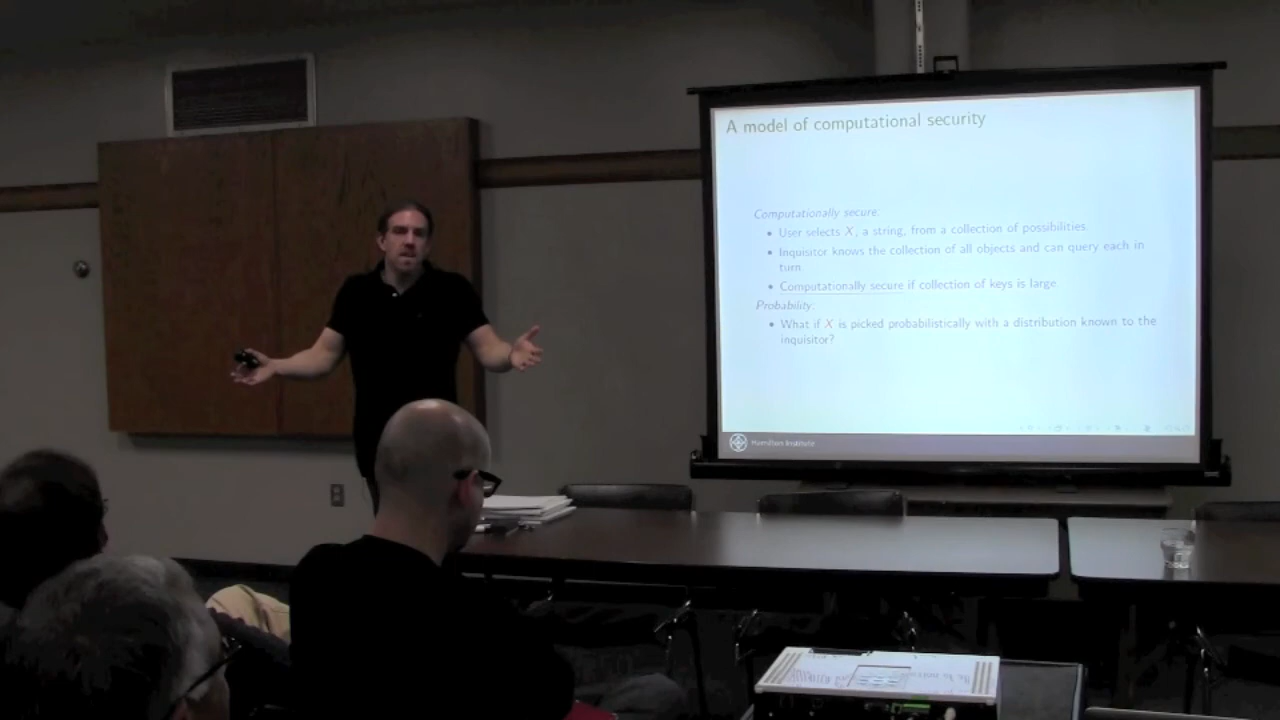 A model of computational security
Computationally secure:
• User selects X, a string, from a collection of possibilities.
• Inquisitor knows the collection of all objects and can query each in
turn.
• Computationally secure if collection of keys is large.
Probability:
• What if X is picked probabilistically with a distribution known to the
inquisitor?
Hamilton Institute